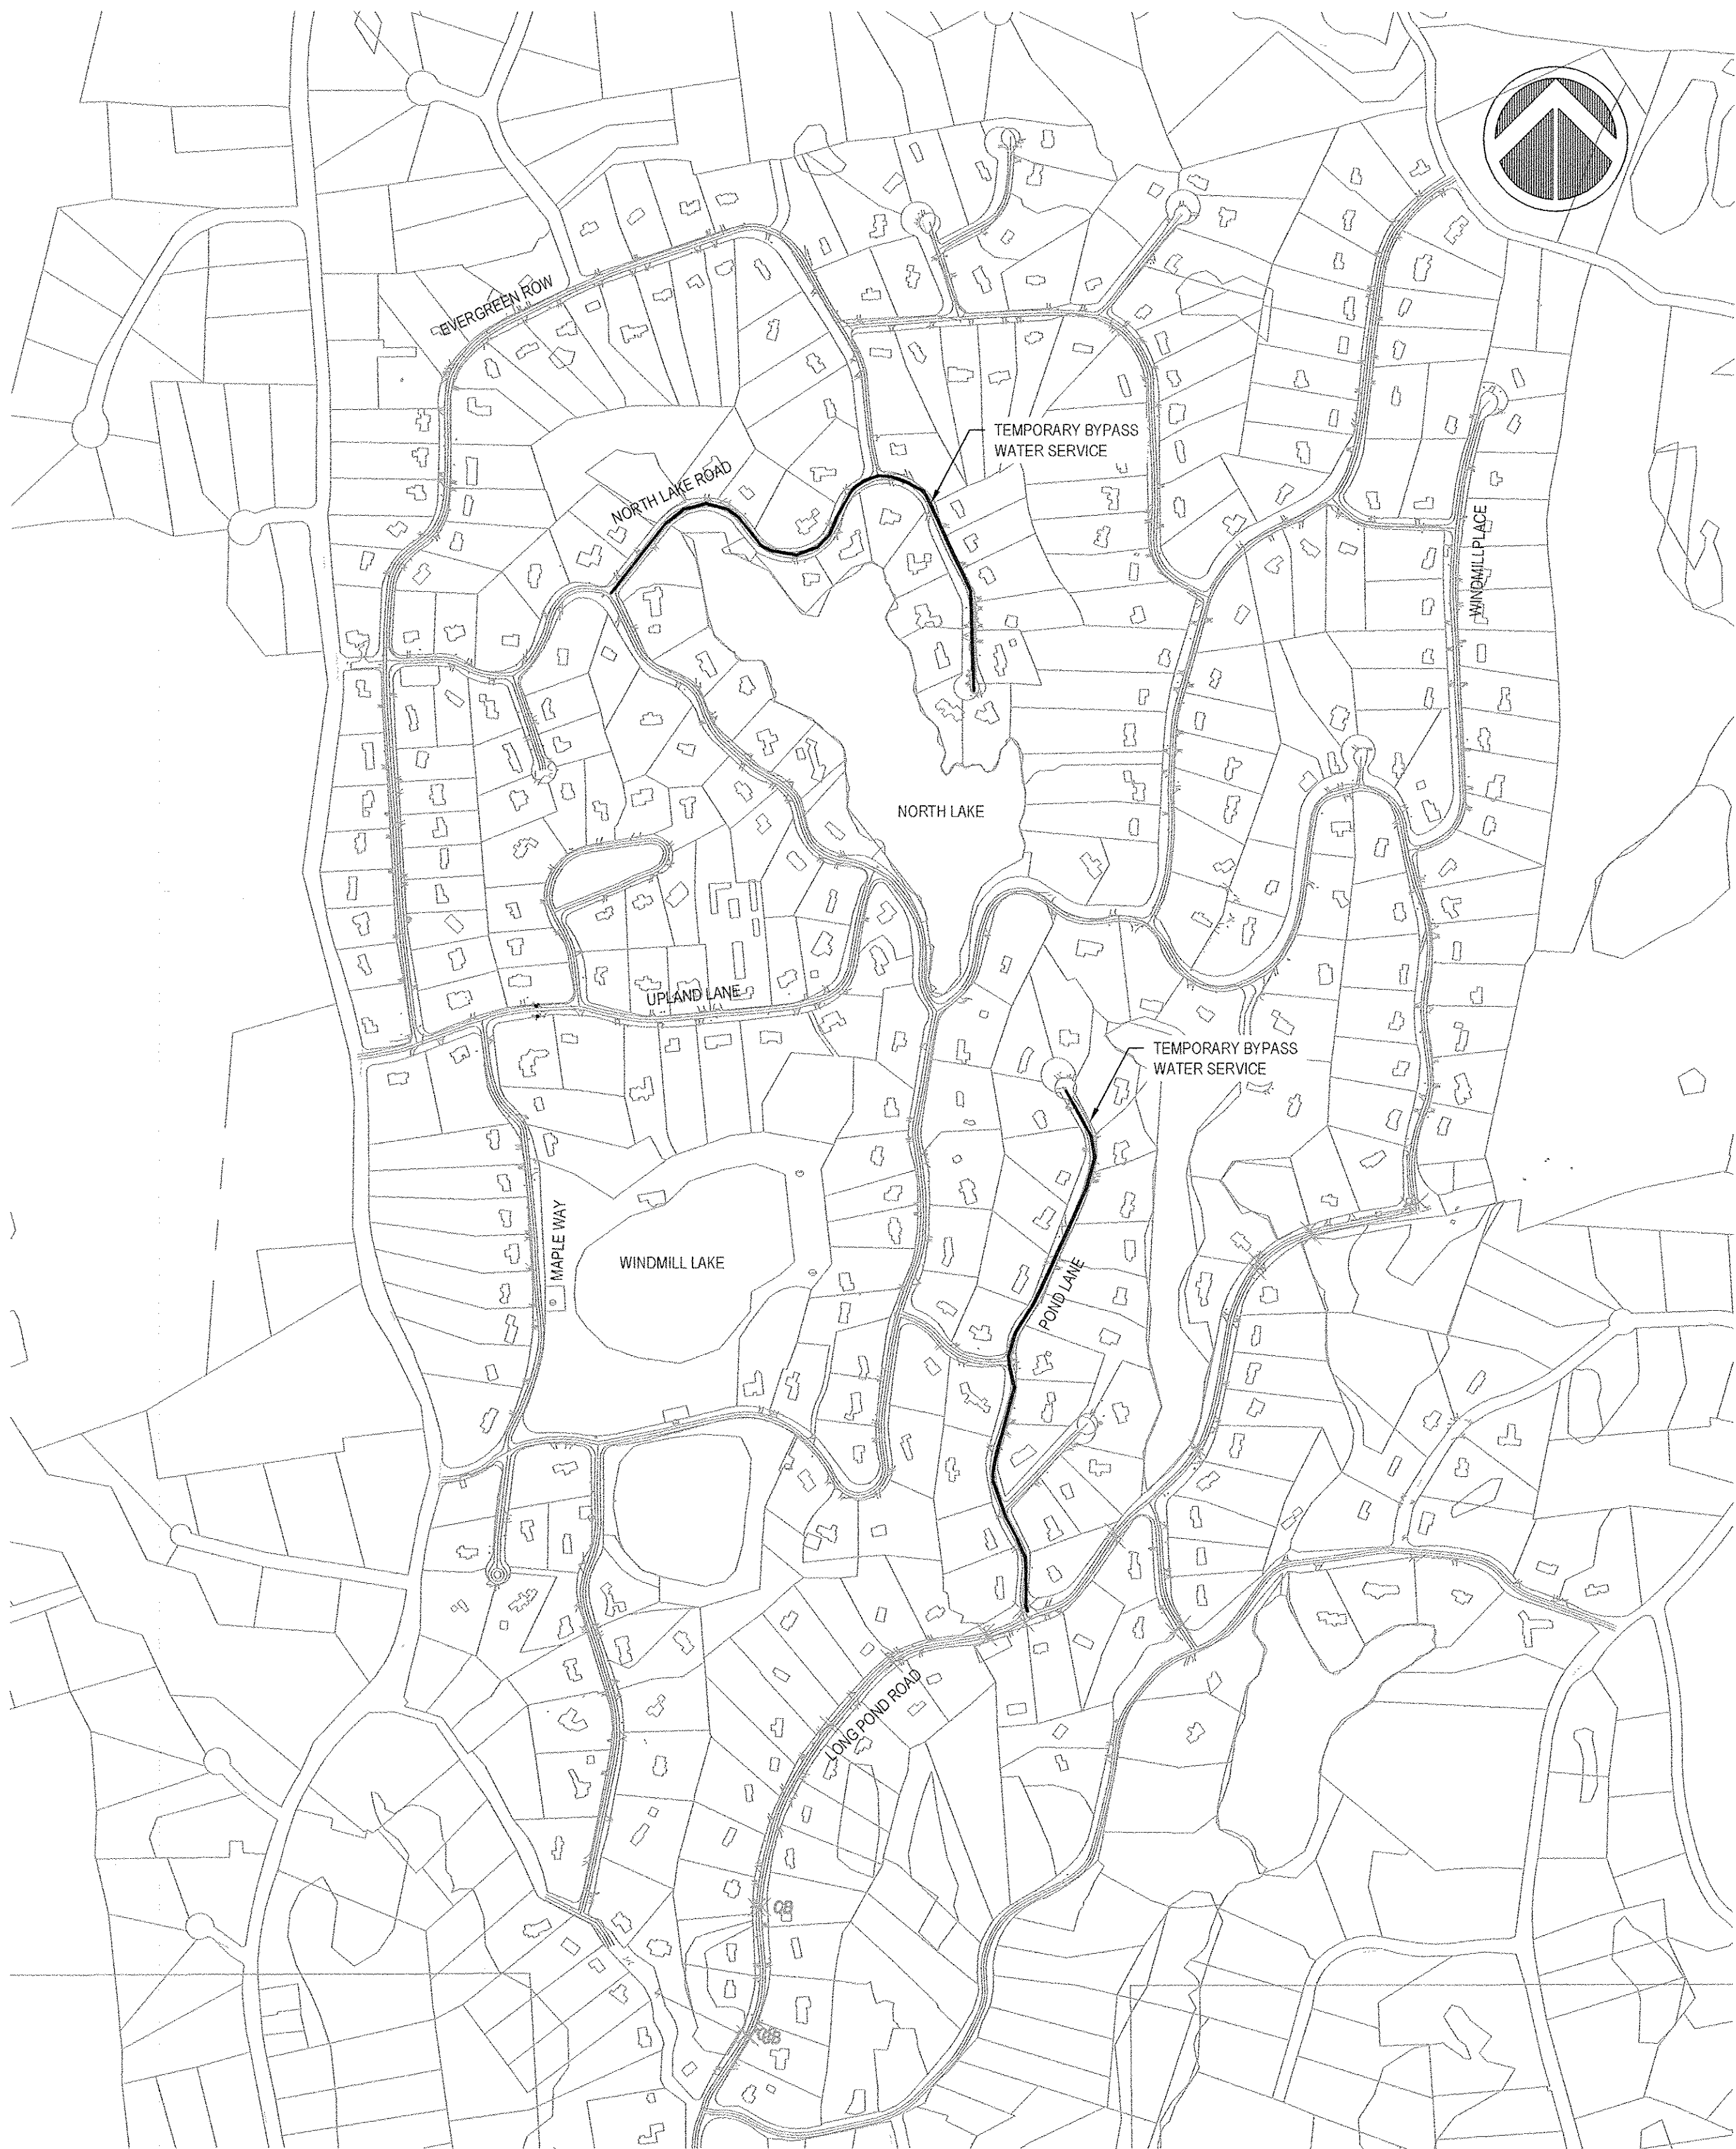 EVERGREEN ROW
TEMPORARY BYPASS
WATER SERVICE
NORTH LAKE ROAD
WINDMILL PLACE
NORTH LAKE
UPLAND LANE
TEMPORARY BYPASS
WATER SERVICE
MAPLE WAY
WINDMILL LAKE
POND LANE
LONG POND ROAD